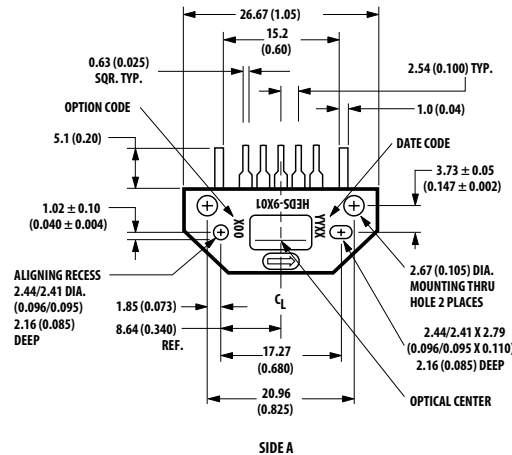 26.67 (1.05)
15.2
(0.60)
0.63 (0.025)
SQR. TYP.
2.54 (0.100) TYP.
OPTION CODE
1.0 (0.04)
5.1 (0.20)
DATE CODE
3.73 ± 0.05
(0.147 ± 0.002)
HEDS-9X01
X00
YYXX
1.02 ± 0.10
(0.040 ± 0.004)
ALIGNING RECESS
2.44/2.41 DIA.
(0.096/0.095)
2.16 (0.085)
DEEP
2.67 (0.105) DIA.
MOUNTING THRU
HOLE 2 PLACES
1.85 (0.073)
CL
8.64 (0.340)
REF.
17.27
(0.680)
2.44/2.41 X 2.79
(0.096/0.095 X 0.110)
2.16 (0.085) DEEP
20.96
(0.825)
OPTICAL CENTER
SIDE A